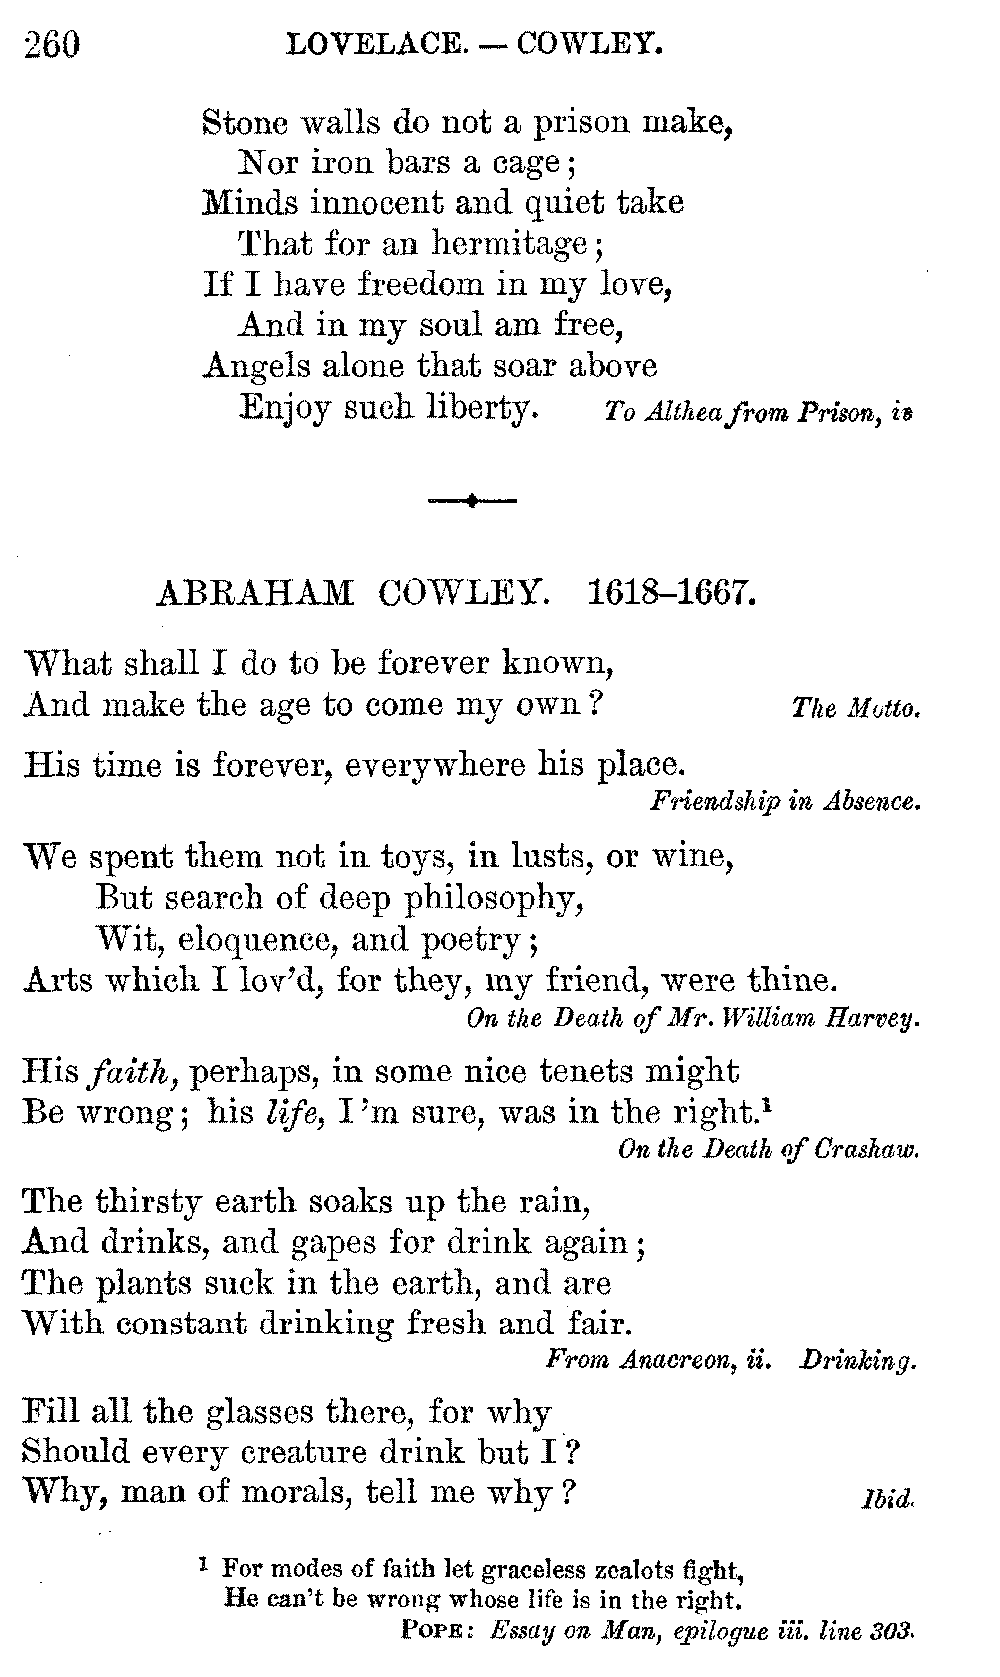 260 LOVELACE. — COWLEY.
Stone walls do not a prison make,
Nor iron bars a cage;
Minds innocent and quiet take
That for an hermitage;
If I have freedom in my love,
And in my soul am free,
Angels alone that soar above
Enjoy such liberty. To Althea from Prison,
ABRAHAM COWLEY. 1618–1667.
What shall I do to be forever known,
And make the age to come my own? The Motto.
His time is forever, everywhere his place.
Friendship in Absence.
We spent them not in toys, in lusts, or wine,
But search of deep philosophy,
Wit, eloquence, and poetry;
Arts which I lov'd, for they, my friend, were thine.
On the Death of Mr. William Harvey.
His faith, perhaps, in some nice tenets might
Be wrong; his life, I'm sure, was in the right.¹
On the Death of Crashaw.
The thirsty earth soaks up the rain,
And drinks, and gapes for drink again;
The plants suck in the earth, and are
With constant drinking fresh and fair.
From Anacreon, ii. Drinking.
Fill all the glasses there, for why
Should every creature drink but I?
Why, man of morals, tell me why? Ibid.
¹ For modes of faith let graceless zealots fight,
He can't be wrong whose life is in the right.
POPE: Essay on Man, epilogue iii. line 303.